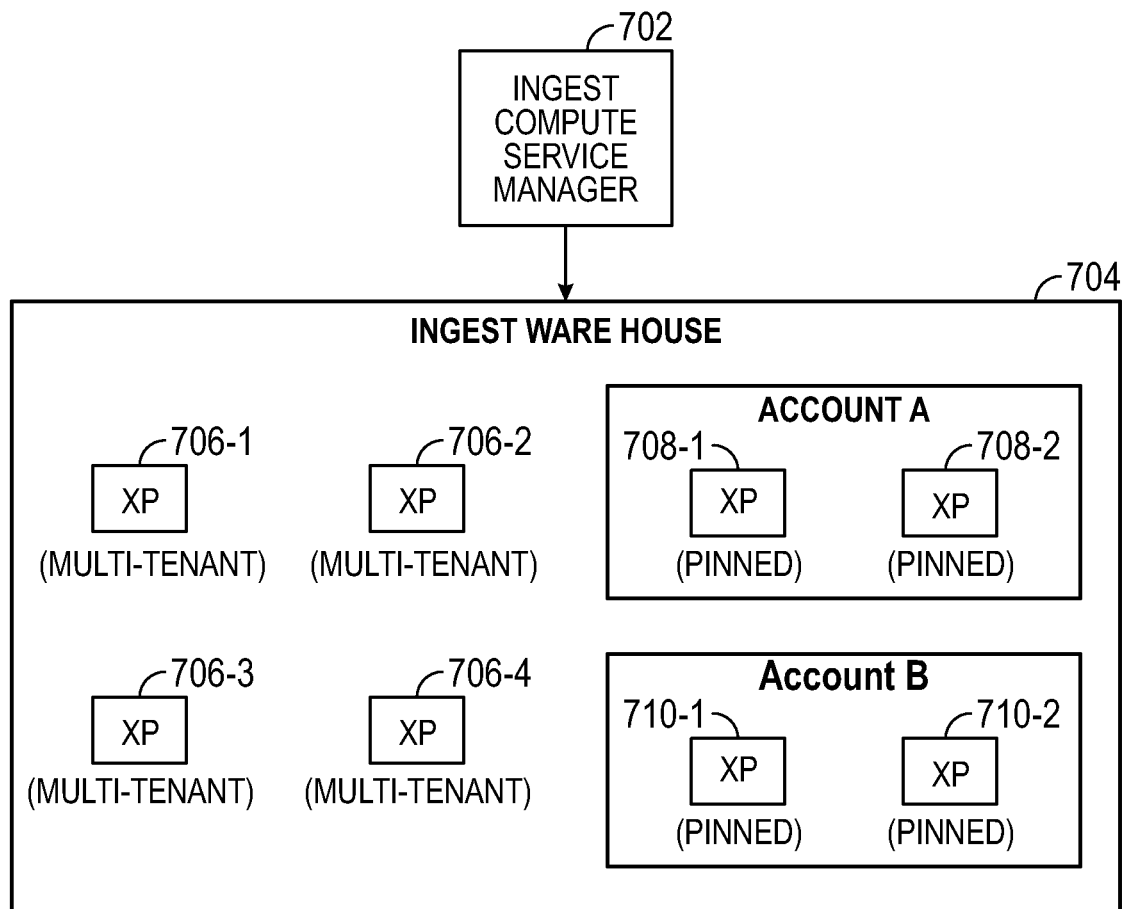 702
INGEST
COMPUTE
SERVICE
MANAGER
704
INGEST WARE HOUSE
ACCOUNT A
706-1
706-2
708-1
708-2
XP
XP
XP
XP
(MULTI-TENANT)
(MULTI-TENANT)
(PINNED)
(PINNED)
Account B
706-3
706-4
710-1
710-2
XP
XP
XP
XP
(MULTI-TENANT)
(MULTI-TENANT)
(PINNED)
(PINNED)